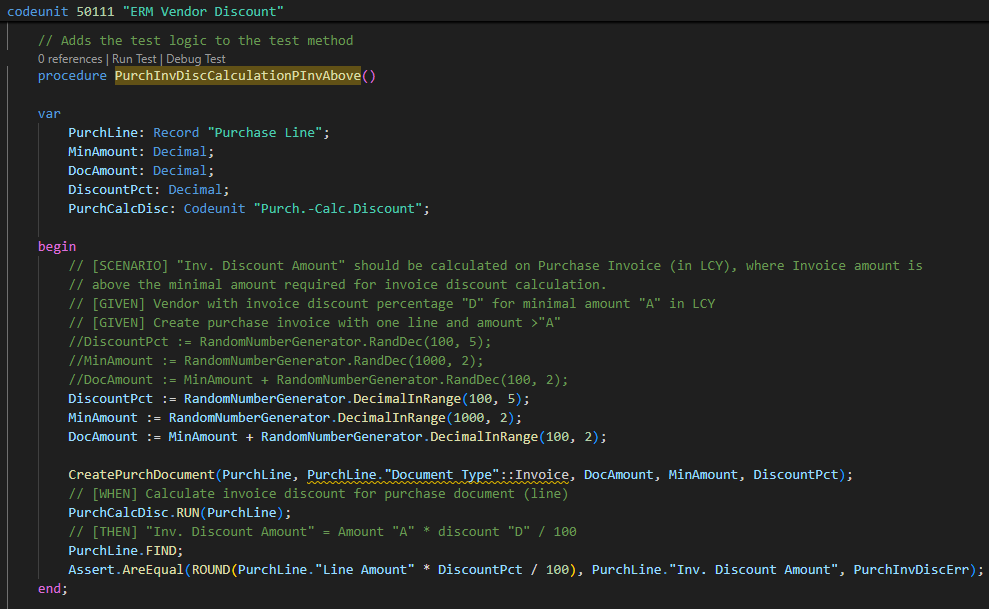 codeunit 50111 "ERM Vendor Discount"
// Adds the test logic to the test method
0 references | Run Test | Debug Test
procedure PurchInvDiscCalculationPInvAbove()
var
PurchLine: Record "Purchase Line";
MinAmount: Decimal;
DocAmount: Decimal;
DiscountPct: Decimal;
PurchCalcDisc: Codeunit "Purch.-Calc.Discount";
begin
// [SCENARIO] "Inv. Discount Amount" should be calculated on Purchase Invoice (in LCY), where Invoice amount is
// above the minimal amount required for invoice discount calculation.
// [GIVEN] Vendor with invoice discount percentage "D" for minimal amount "A" in LCY
// [GIVEN] Create purchase invoice with one line and amount >"A"
//DiscountPct := RandomNumberGenerator.RandDec(100, 5);
//MinAmount := RandomNumberGenerator.RandDec(1000, 2);
//DocAmount := MinAmount + RandomNumberGenerator.RandDec(100, 2);
DiscountPct := RandomNumberGenerator.DecimalInRange(100, 5);
MinAmount := RandomNumberGenerator.DecimalInRange(1000, 2);
DocAmount := MinAmount + RandomNumberGenerator.DecimalInRange(100, 2);
CreatePurchDocument(PurchLine, PurchLine."Document Type"::Invoice, DocAmount, MinAmount, DiscountPct);
// [WHEN] Calculate invoice discount for purchase document (line)
PurchCalcDisc.RUN(PurchLine);
// [THEN] "Inv. Discount Amount" = Amount "A" * discount "D" / 100
PurchLine.FIND;
Assert.AreEqual(ROUND(PurchLine."Line Amount" * DiscountPct / 100), PurchLine."Inv. Discount Amount", PurchInvDiscErr);
end;